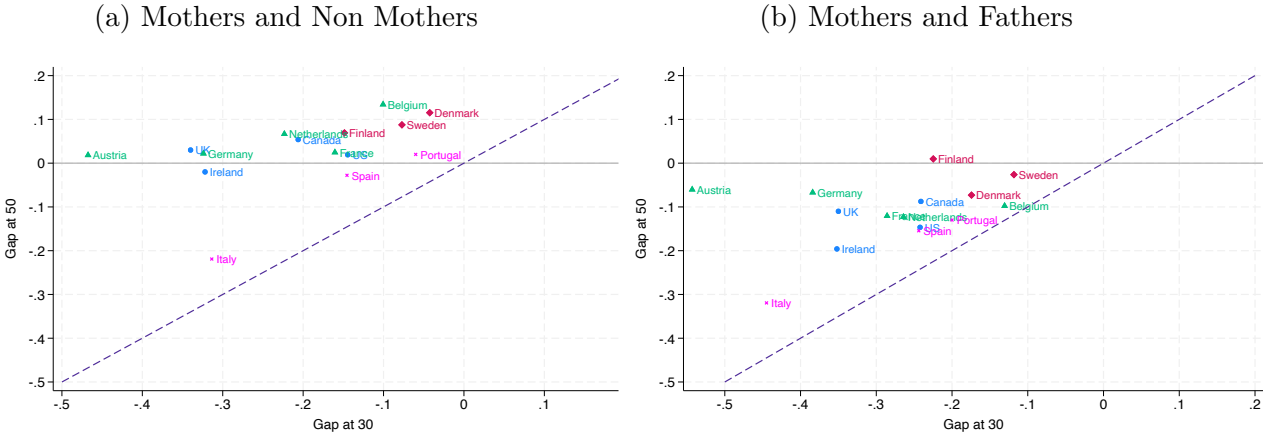 (a) Mothers and Non Mothers
.2
.1
0
-.1
-.2
-.3
-.4
-.5
Gap at 50
Belgium
Denmark
Sweden
Netherlands
Finland
Canada
UK
Germany
Austria
France
US
Portugal
Ireland
Spain
Italy
-.5 -.4 -.3 -.2 -.1 0 .1
Gap at 30
(b) Mothers and Fathers
.2
.1
0
-.1
-.2
-.3
-.4
-.5
Gap at 50
Finland
Sweden
Austria
Germany
Denmark
Canada
Belgium
UK
France
Netherlands
Portugal
US
Spain
Ireland
Italy
-.5 -.4 -.3 -.2 -.1 0 .1 .2
Gap at 30